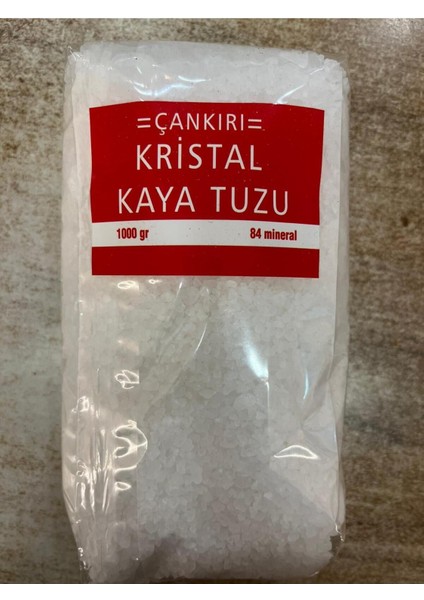 =ÇANKIRI=
KRİSTAL
KAYA TUZU
1000 gr 84 mineral